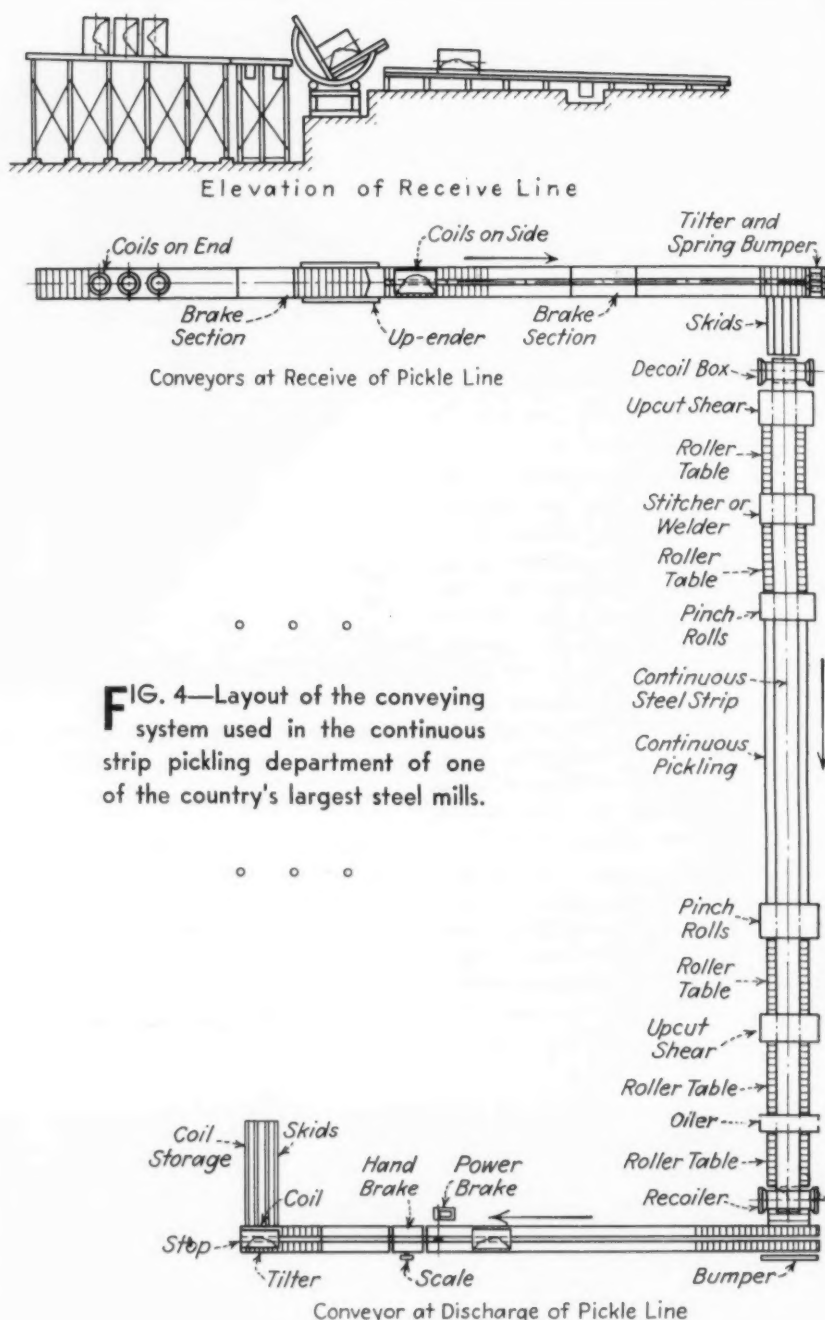 Elevation of Receive Line
Coils on End
Coils on Side
Tilter and
Spring Bumper
Brake
Section
Up-ender
Brake
Section
Skids
Conveyors at Receive of Pickle Line
Decoil Box
Upcut Shear
Roller
Table
Stitcher or
Welder
Roller
Table
Pinch
Rolls
FIG. 4—Layout of the conveying
system used in the continuous
strip pickling department of one
of the country's largest steel mills.
Continuous
Steel Strip
Continuous
Pickling
Pinch
Rolls
Roller
Table
Upcut
Shear
Roller Table
Oiler
Roller Table
Recoiler
Coil
Storage
Skids
Coil
Hand
Brake
Power
Brake
Stop
Tilter
Scale
Bumper
Conveyor at Discharge of Pickle Line